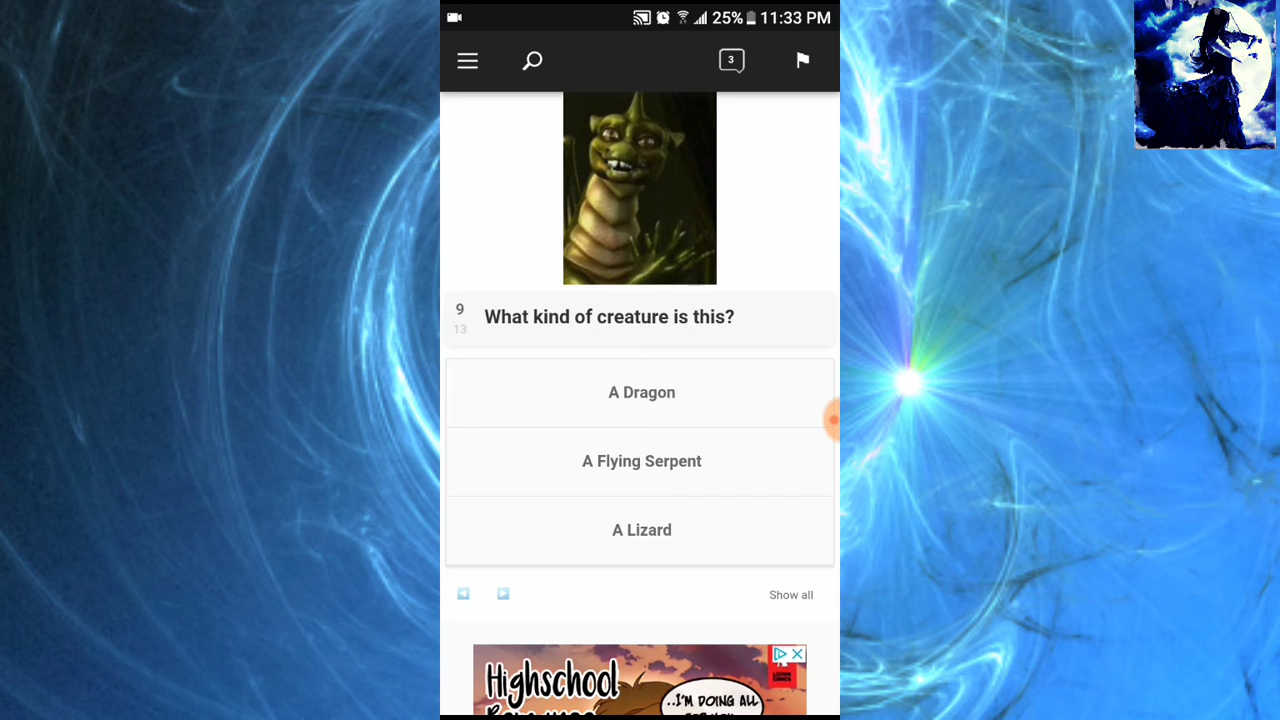 25% 11:33 PM
3
9
13
What kind of creature is this?
A Dragon
A Flying Serpent
A Lizard
Show all
Highschool
..I'M DOING ALL